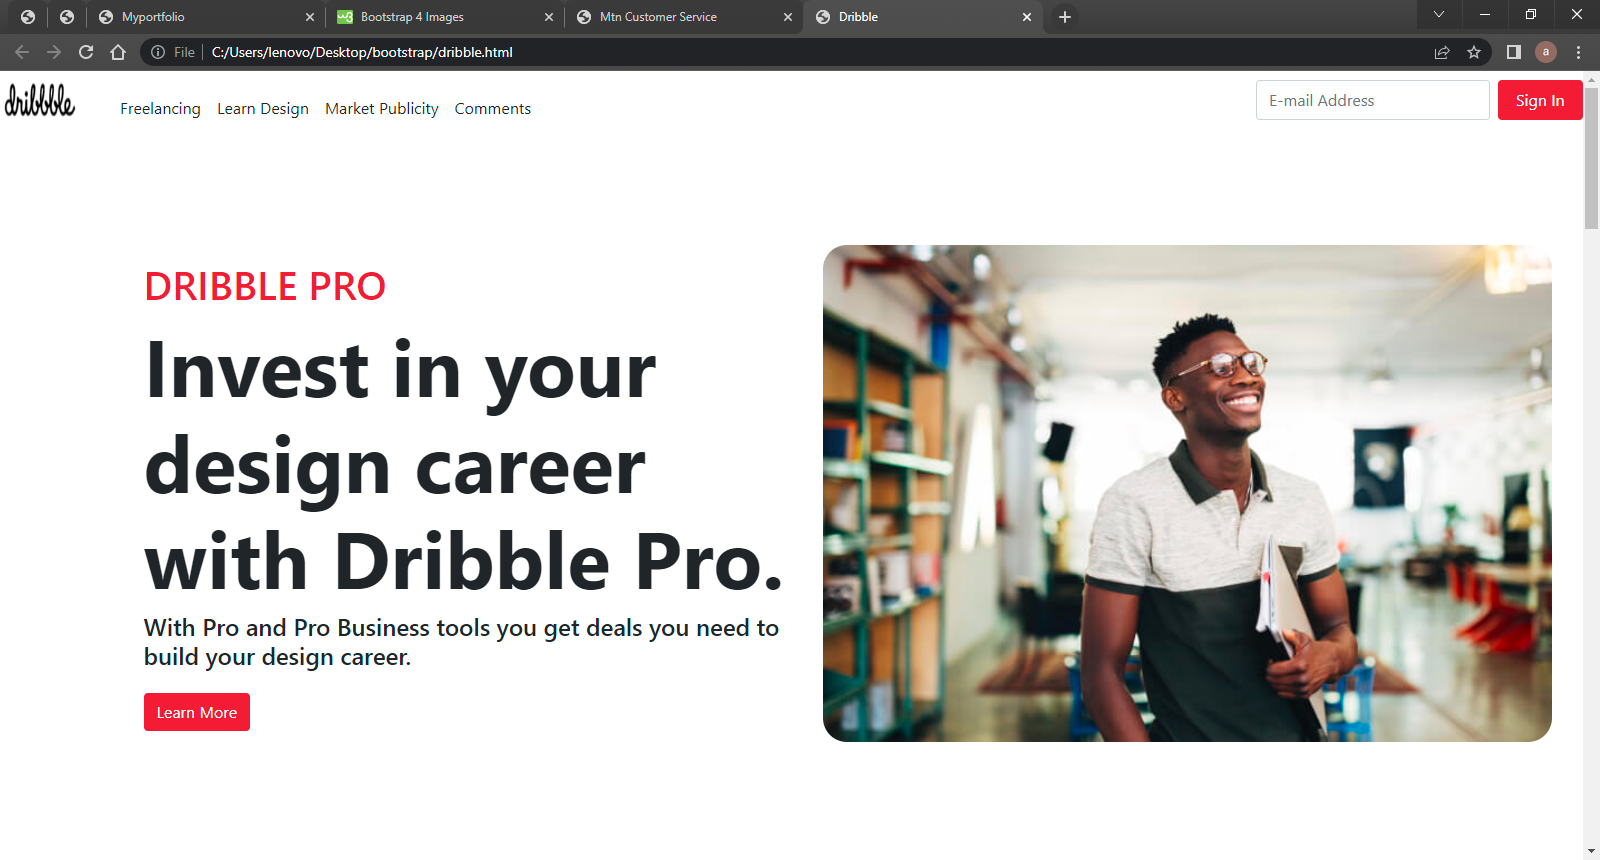 Myportfolio
Bootstrap 4 Images
Mtn Customer Service
Dribble
File
C:/Users/lenovo/Desktop/bootstrap/dribble.html
a
dribbble
Freelancing
Learn Design
Market Publicity
Comments
E-mail Address
Sign In
DRIBBLE PRO
Invest in your
design career
with Dribble Pro.
With Pro and Pro Business tools you get deals you need to
build your design career.
Learn More